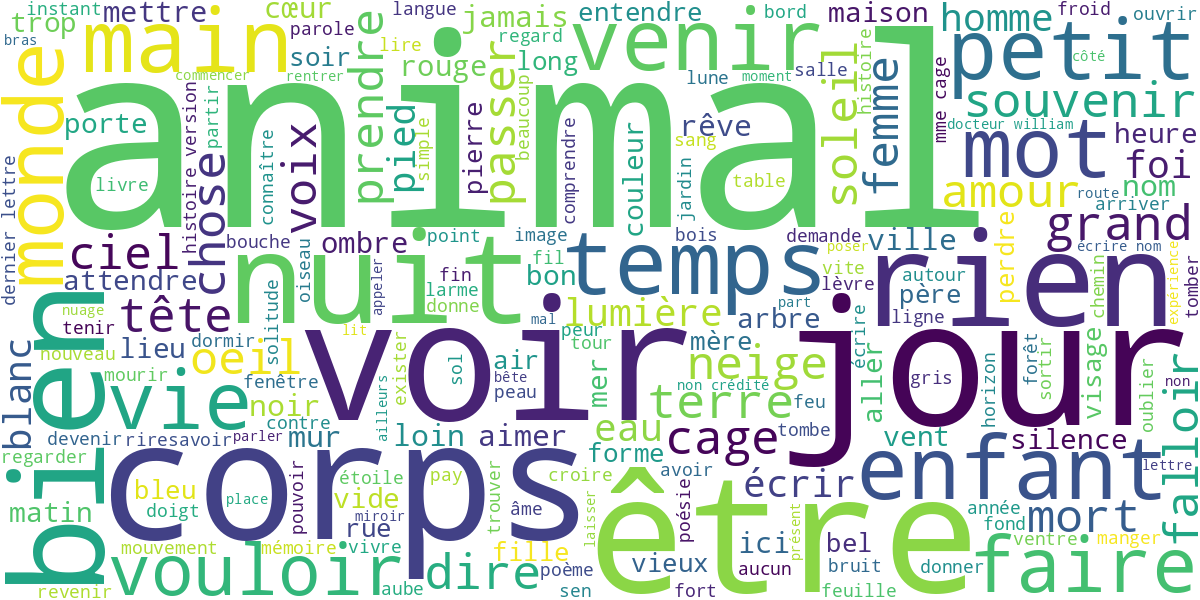 instant
mettre
cœur
langue
jamais
entendre
bord
maison
homme
froid
ouvrir
trop
main
parole
regard
venir
petit
bras
soir
lire
rouge
long
histoire
côté
commencer
rentrer
prendre
passer
lune
moment
salle
soleil
femme
mme cage
souvenir
monde
animal
porte
partir
pied
simple
pierre
beaucoup
rêve
docteur william
heure
histoire version
connaître
voix
comprendre
couleur
sang
mot
foi
livre
chose
jardin
table
amour
route
nom
arriver
dernier lettre
ciel
bouche
ombre
point
image
bois
demande
ville
perdre
grand
écrire nom
attendre
oiseau
nuit
appeler
fin
larme
donne
fil
bon
temps
poser
vite
lèvre
autour
père
rien
chemin
expérience
tomber
nuage
tenir
tête
solitude
lit
mal
lumière
part
arbre
ligne
blanc
nouveau
lieu
dormir
voir
peur
tour
mère
écrire
jour
forêt
sortir
visage
non
bien
mourir
oeil
fenêtre
exister
sol
air
bête
peau
mer
neige
non crédité
gris
horizon
oublier
vie
noir
contre
ailleurs
terre
feu
aller
falloir
devenir
riresavoir
parler
mur
loin
aimer
eau
cage
tombe
vent
silence
regarder
corps
étoile
pay
croire
forme
avoir
écrir
enfant
lettre
bleu
doigt
place
pouvoir
vide
miroir
trouver
âme
être
laisser
poésie
présent
année
fond
mort
matin
rue
mouvement
mémoire
vivre
fille
poème
vieux
ici
aucun
bel
bruit
ventre
manger
donner
faire
revenir
vouloir
aube
dire
sen
fort
feuille